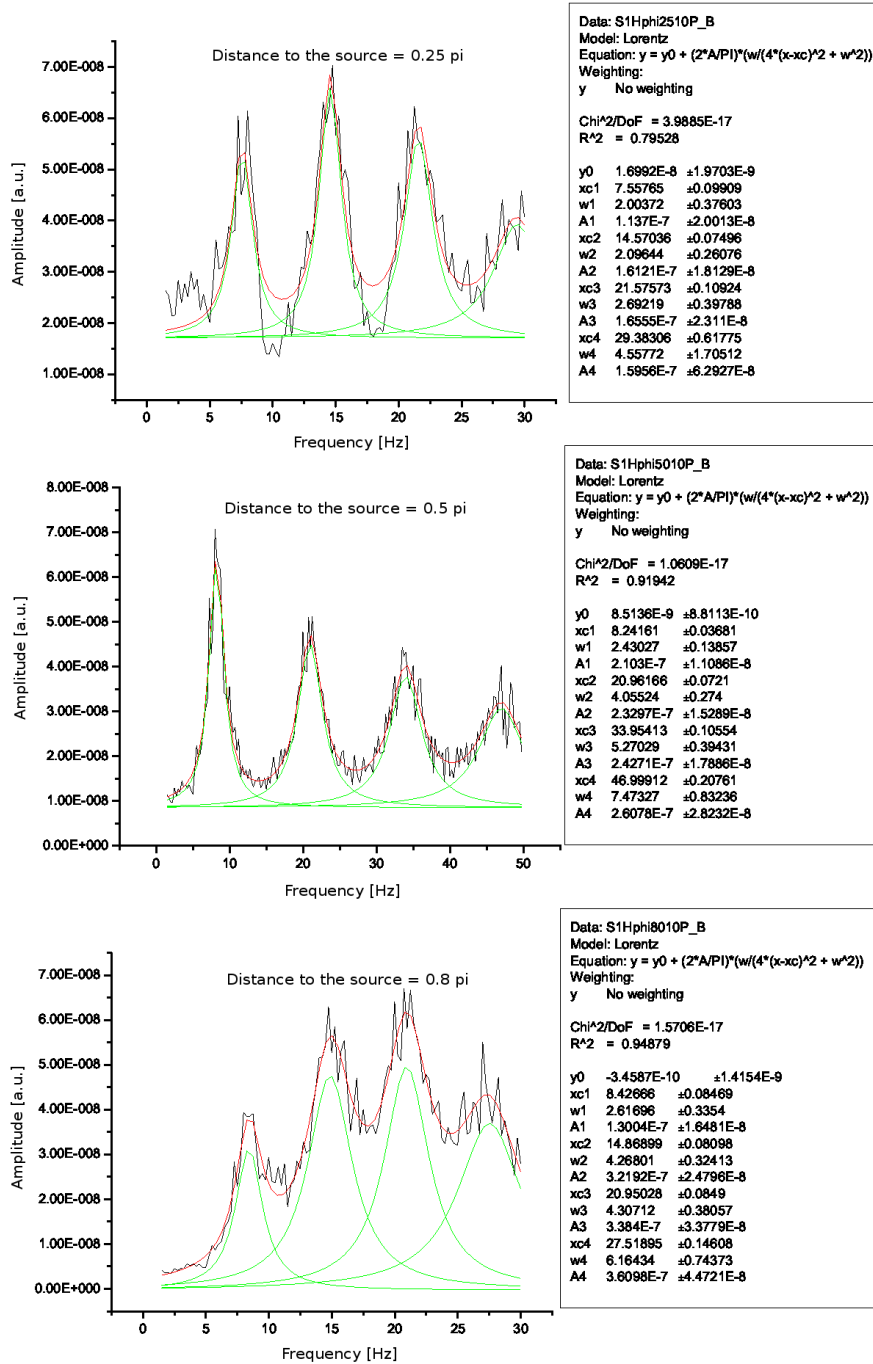 Distance to the source = 0.25 pi
7.00E-008
6.00E-008
5.00E-008
4.00E-008
3.00E-008
2.00E-008
1.00E-008
Amplitude [a.u.]
0 5 10 15 20 25 30
Frequency [Hz]
Data: S1Hphi2510P_B
Model: Lorentz
Equation: y = y0 + (2*A/PI)*(w/(4*(x-xc)^2 + w^2))
Weighting:
y No weighting
Chi^2/DoF = 3.9885E-17
R^2 = 0.79528
y0 1.6992E-8 ±1.9703E-9
xc1 7.55765 ±0.09909
w1 2.00372 ±0.37603
A1 1.137E-7 ±2.0013E-8
xc2 14.57036 ±0.07496
w2 2.09644 ±0.26076
A2 1.6121E-7 ±1.8129E-8
xc3 21.57573 ±0.10924
w3 2.69219 ±0.39788
A3 1.6555E-7 ±2.311E-8
xc4 29.38306 ±0.61775
w4 4.55772 ±1.70512
A4 1.5956E-7 ±6.2927E-8
Distance to the source = 0.5 pi
8.00E-008
7.00E-008
6.00E-008
5.00E-008
4.00E-008
3.00E-008
2.00E-008
1.00E-008
0.00E+000
Amplitude [a.u.]
0 10 20 30 40 50
Frequency [Hz]
Data: S1Hphi5010P_B
Model: Lorentz
Equation: y = y0 + (2*A/PI)*(w/(4*(x-xc)^2 + w^2))
Weighting:
y No weighting
Chi^2/DoF = 1.0609E-17
R^2 = 0.91942
y0 8.5136E-9 ±8.8113E-10
xc1 8.24161 ±0.03681
w1 2.43027 ±0.13857
A1 2.103E-7 ±1.1086E-8
xc2 20.96166 ±0.0721
w2 4.05524 ±0.274
A2 2.3297E-7 ±1.5289E-8
xc3 33.95413 ±0.10554
w3 5.27029 ±0.39431
A3 2.4271E-7 ±1.7886E-8
xc4 46.99912 ±0.20761
w4 7.47327 ±0.83236
A4 2.6078E-7 ±2.8232E-8
Distance to the source = 0.8 pi
7.00E-008
6.00E-008
5.00E-008
4.00E-008
3.00E-008
2.00E-008
1.00E-008
0.00E+000
Amplitude [a.u.]
0 5 10 15 20 25 30
Frequency [Hz]
Data: S1Hphi8010P_B
Model: Lorentz
Equation: y = y0 + (2*A/PI)*(w/(4*(x-xc)^2 + w^2))
Weighting:
y No weighting
Chi^2/DoF = 1.5706E-17
R^2 = 0.94879
y0 -3.4587E-10 ±1.4154E-9
xc1 8.42666 ±0.08469
w1 2.61696 ±0.3354
A1 1.3004E-7 ±1.6481E-8
xc2 14.86899 ±0.08098
w2 4.26801 ±0.32413
A2 3.2192E-7 ±2.4796E-8
xc3 20.95028 ±0.0849
w3 4.30712 ±0.38057
A3 3.384E-7 ±3.3779E-8
xc4 27.51895 ±0.14608
w4 6.16434 ±0.74373
A4 3.6098E-7 ±4.4721E-8